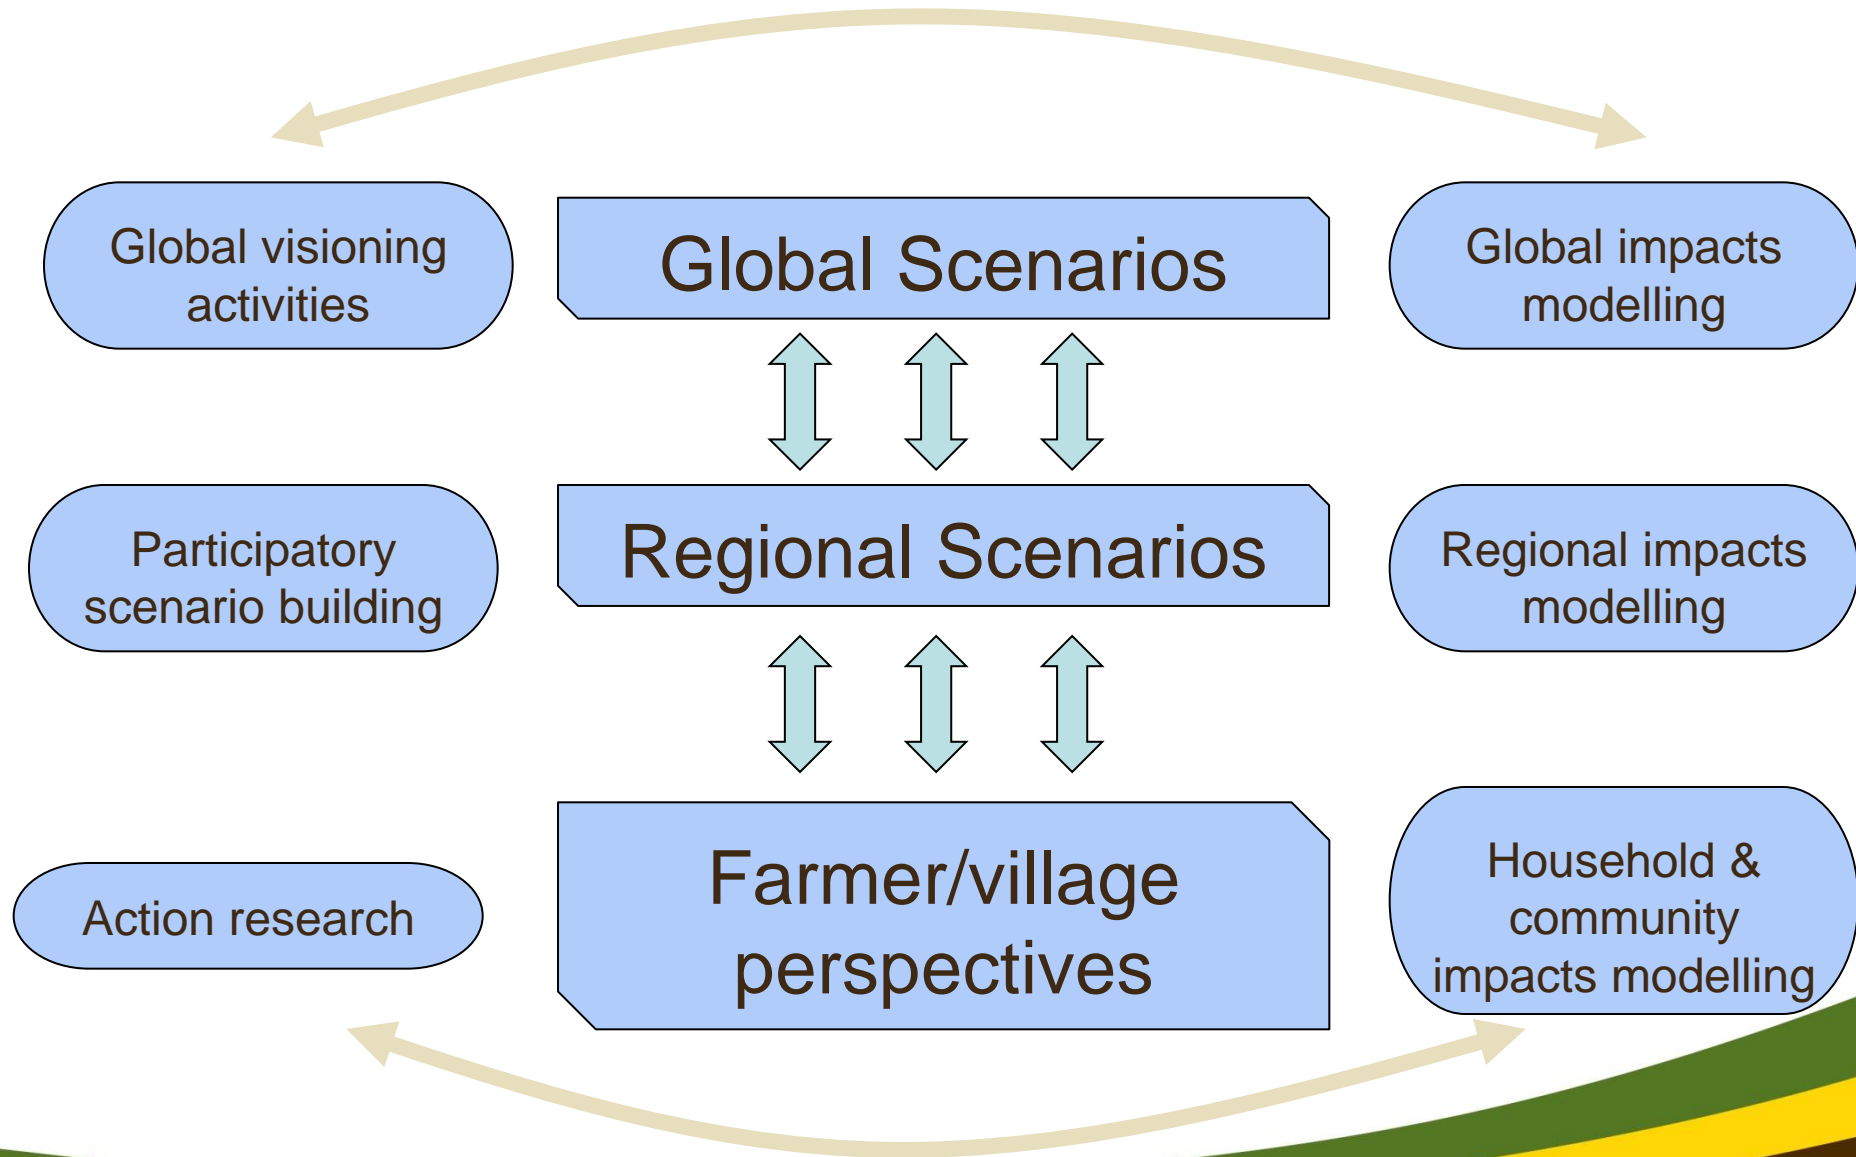 Global visioning
activities
Global Scenarios
Global impacts
modelling
Participatory
scenario building
Regional Scenarios
Regional impacts
modelling
Action research
Farmer/village
perspectives
Household &
community
impacts modelling